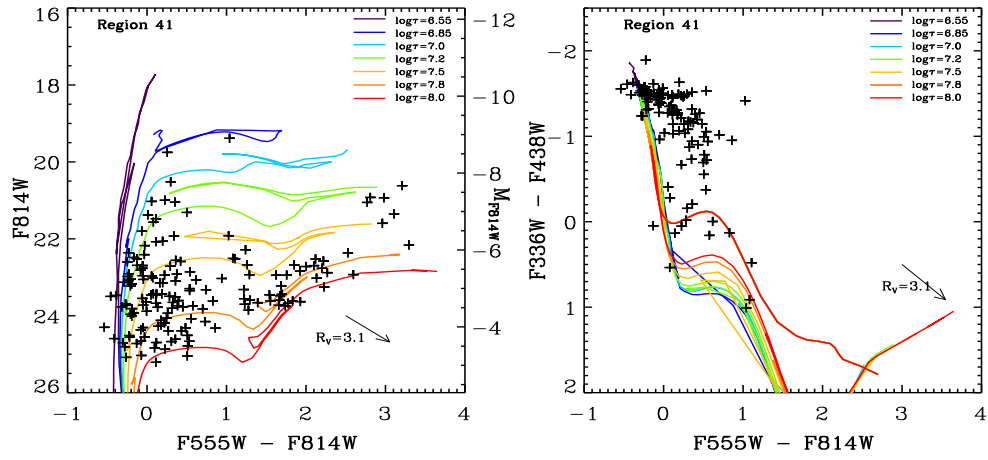 Region 41
logτ=6.55
logτ=6.85
logτ=7.0
logτ=7.2
logτ=7.5
logτ=7.8
logτ=8.0
16
18
20
22
24
26
F814W
−12
−10
−8
−6
−4
M_F814W
R_V=3.1
−1 0 1 2 3 4
F555W − F814W
Region 41
logτ=6.55
logτ=6.85
logτ=7.0
logτ=7.2
logτ=7.5
logτ=7.8
logτ=8.0
−2
−1
0
1
2
F336W − F438W
R_V=3.1
−1 0 1 2 3 4
F555W − F814W